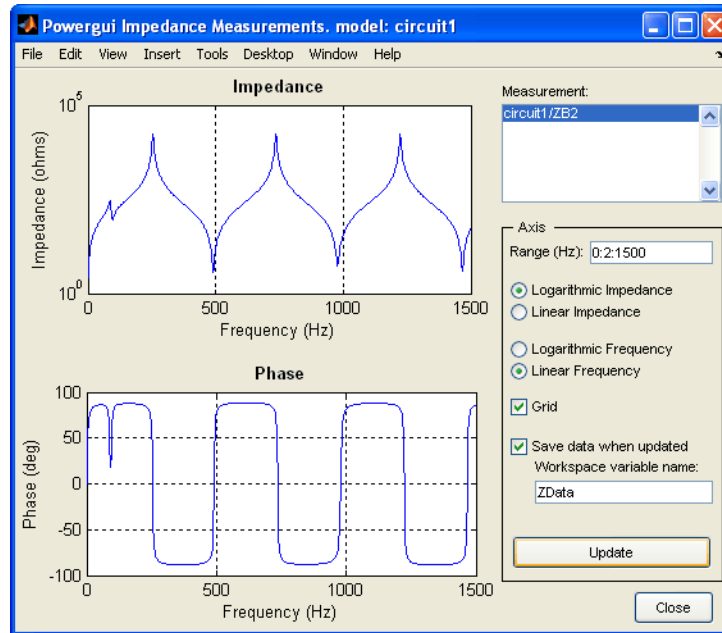 Powergui Impedance Measurements. model: circuit1
File Edit View Insert Tools Desktop Window Help
Impedance
10^5
10^0
Impedance (ohms)
0 500 1000 1500
Frequency (Hz)
Phase
100
50
0
-50
-100
Phase (deg)
0 500 1000 1500
Frequency (Hz)
Measurement:
circuit1/ZB2
Axis
Range (Hz): 0:2:1500
Logarithmic Impedance
Linear Impedance
Logarithmic Frequency
Linear Frequency
Grid
Save data when updated
Workspace variable name:
ZData
Update
Close